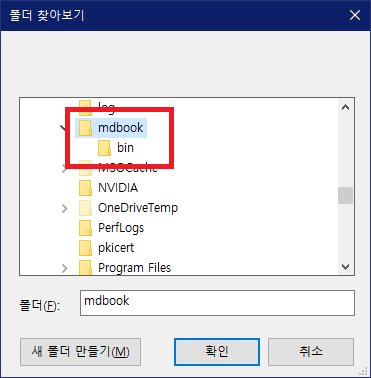 폴더 찾아보기
log
mdbook
bin
MSOCache
NVIDIA
OneDriveTemp
PerfLogs
pkicert
Program Files
폴더(F):
mdbook
새 폴더 만들기(M)
확인
취소